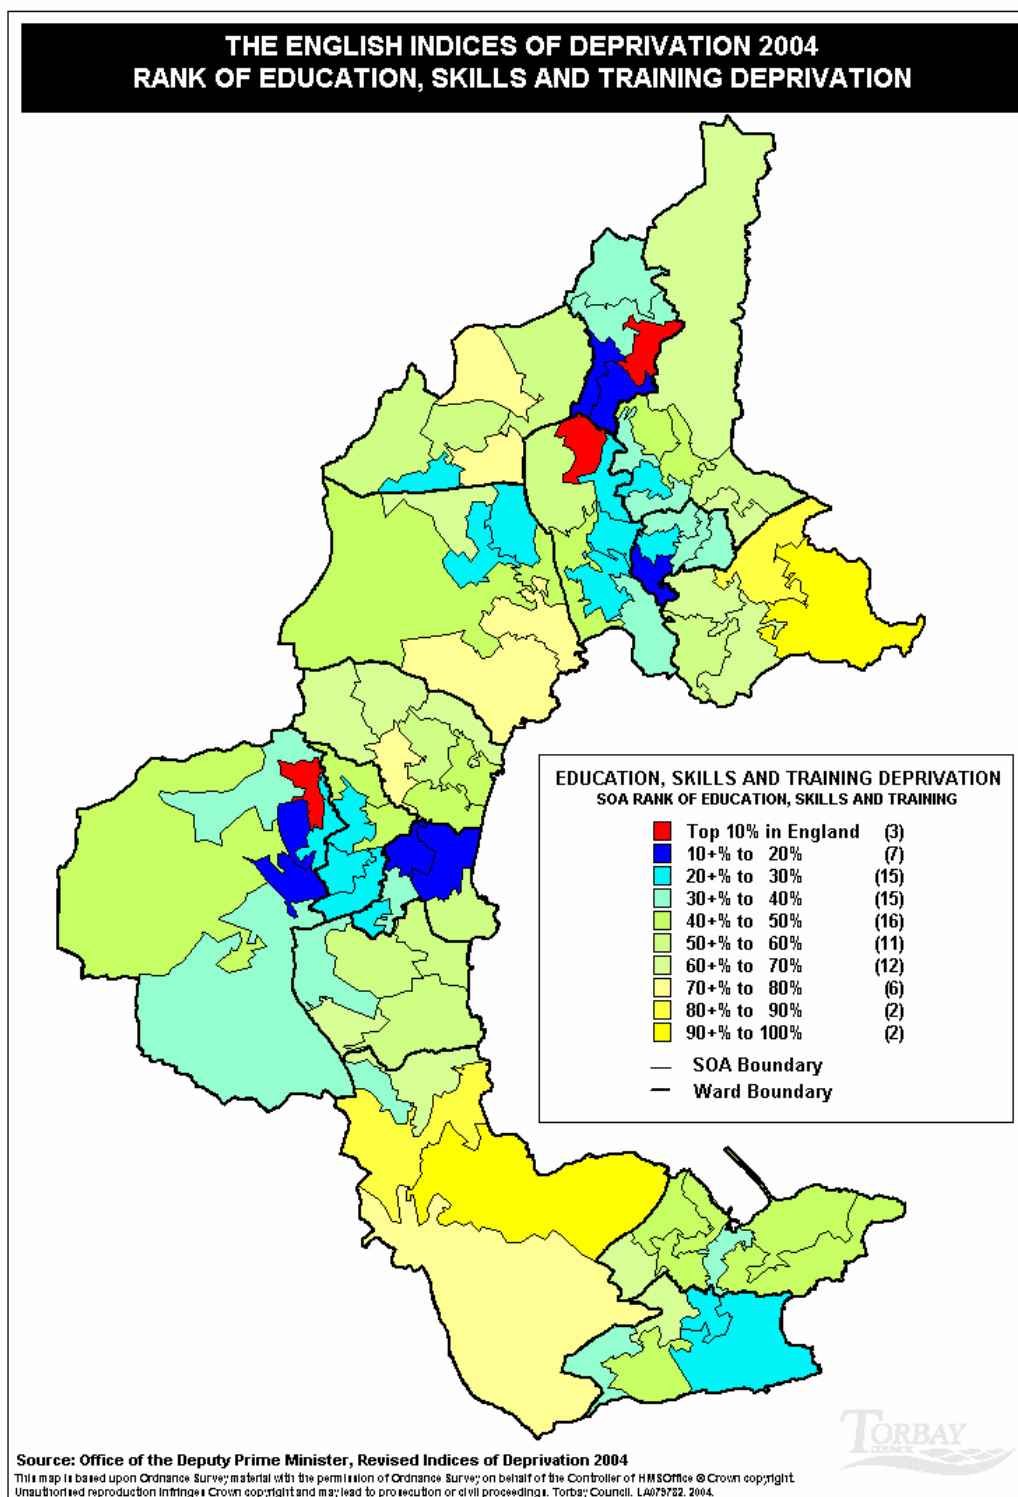 THE ENGLISH INDICES OF DEPRIVATION 2004
RANK OF EDUCATION, SKILLS AND TRAINING DEPRIVATION
EDUCATION, SKILLS AND TRAINING DEPRIVATION
SOA RANK OF EDUCATION, SKILLS AND TRAINING
Top 10% in England (3)
10+% to 20% (7)
20+% to 30% (15)
30+% to 40% (15)
40+% to 50% (16)
50+% to 60% (11)
60+% to 70% (12)
70+% to 80% (6)
80+% to 90% (2)
90+% to 100% (2)
SOA Boundary
Ward Boundary
TORBAY
COUNCIL
Source: Office of the Deputy Prime Minister, Revised Indices of Deprivation 2004
This map is based upon Ordnance Survey material with the permission of Ordnance Survey on behalf of the Controller of HMSOffice © Crown copyright.
Unauthorised reproduction infringes Crown copyright and may lead to prosecution or civil proceedings. Torbay Council. LA079782. 2004.